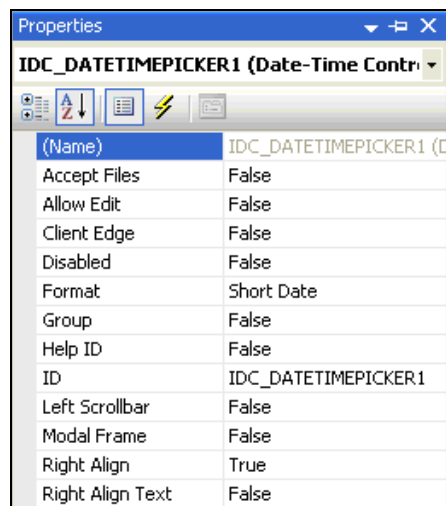 Properties
IDC_DATETIMEPICKER1 (Date-Time Contr
A Z
(Name) IDC_DATETIMEPICKER1 (D
Accept Files False
Allow Edit False
Client Edge False
Disabled False
Format Short Date
Group False
Help ID False
ID IDC_DATETIMEPICKER1
Left Scrollbar False
Modal Frame False
Right Align True
Right Align Text False